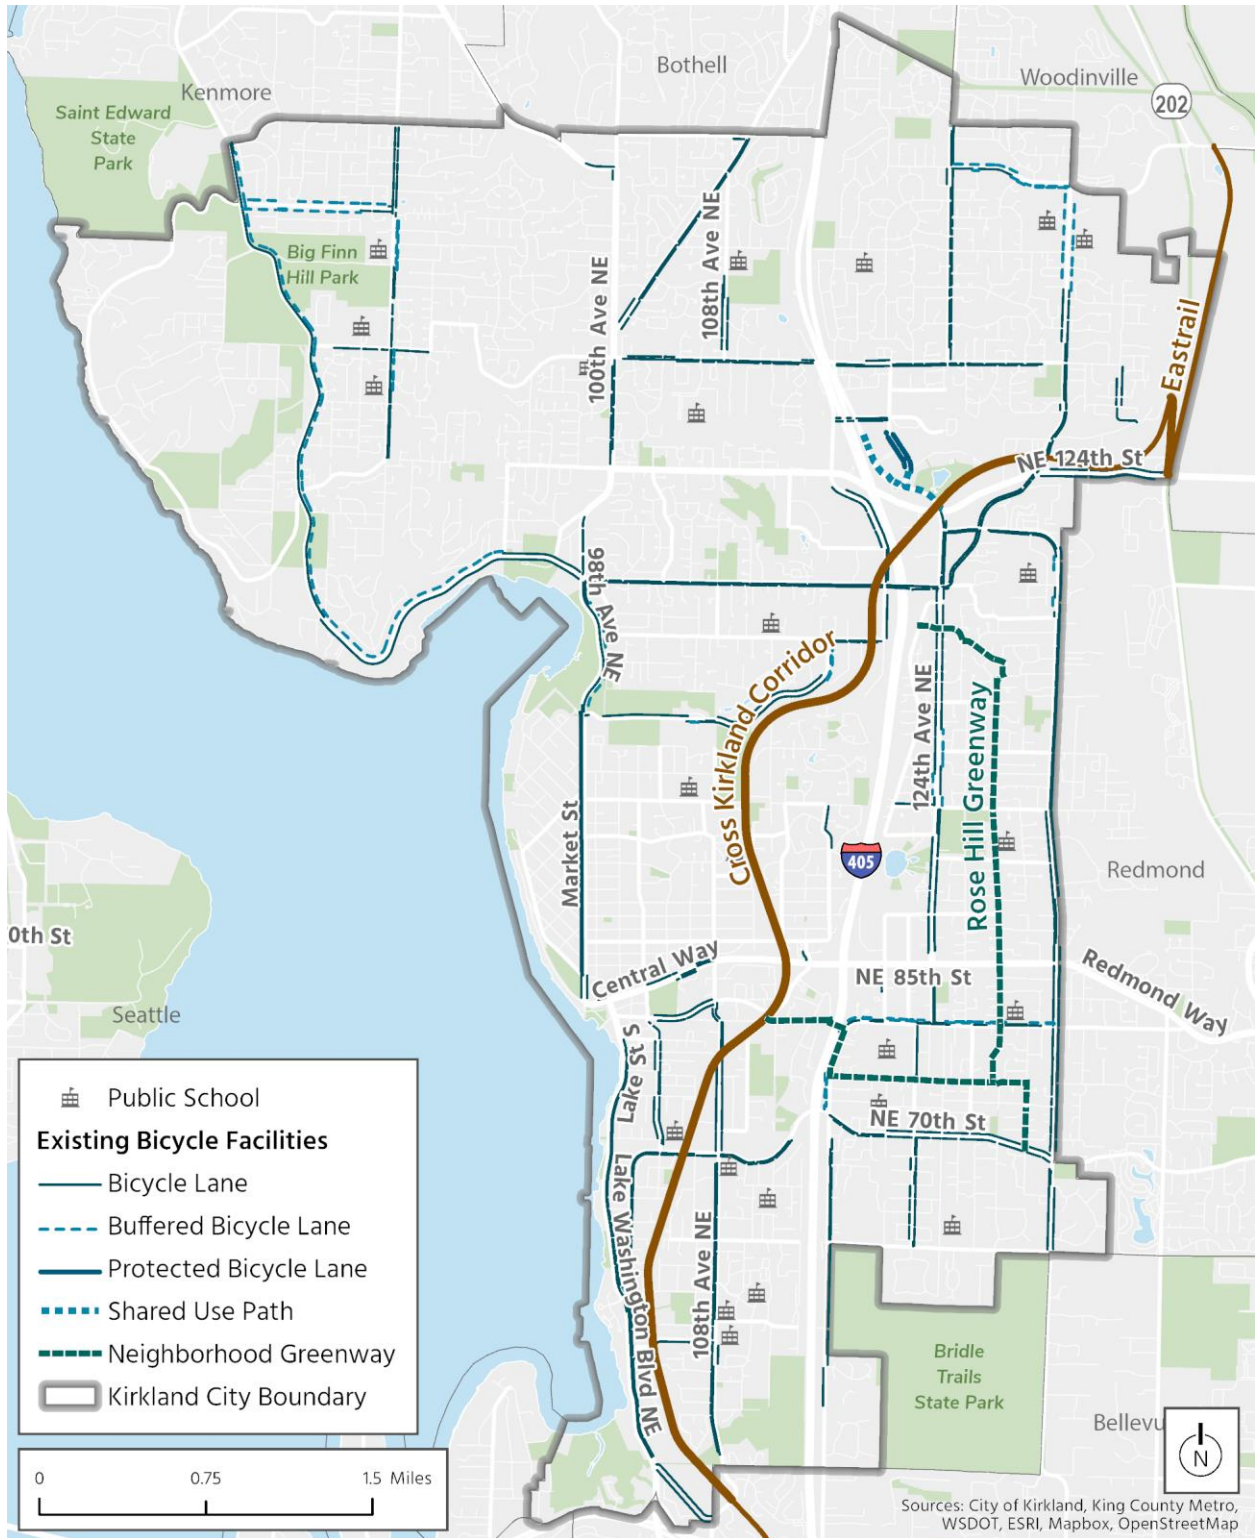 Bothell
Woodinville
Kenmore
202
Saint Edward
State
Park
Big Finn
Hill Park
108th Ave NE
100th Ave NE
Eastrail
NE 124th St
98th Ave NE
Cross Kirkland Corridor
124th Ave NE
Rose Hill Greenway
Market St
405
Redmond
0th St
Central Way
NE 85th St
Redmond Way
Seattle
Lake St S
NE 70th St
Lake Washington Blvd NE
108th Ave NE
Bridle
Trails
State Park
Bellevu
Public School
Existing Bicycle Facilities
Bicycle Lane
Buffered Bicycle Lane
Protected Bicycle Lane
Shared Use Path
Neighborhood Greenway
Kirkland City Boundary
0 0.75 1.5 Miles
N
Sources: City of Kirkland, King County Metro,
WSDOT, ESRI, Mapbox, OpenStreetMap